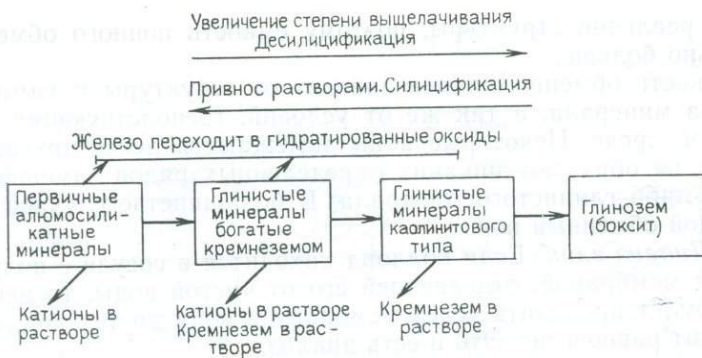 Увеличение степени выщелачивания
Десилицификация
Привнос растворами. Силицификация
Железо переходит в гидратированные оксиды
Первичные
алюмосили-
катные
минералы
Глинистые
минералы
богатые
кремнеземом
Глинистые
минералы
каолинитового
типа
Глинозем
(боксит)
Катионы в
растворе
Катионы в растворе
Кремнезем в рас-
творе
Кремнезем в
растворе